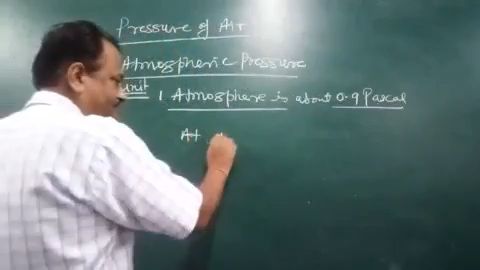 Pressure of Air
Atmospheric Pressure
Unit
1 Atmosphere is about 0.9 Pascal
At